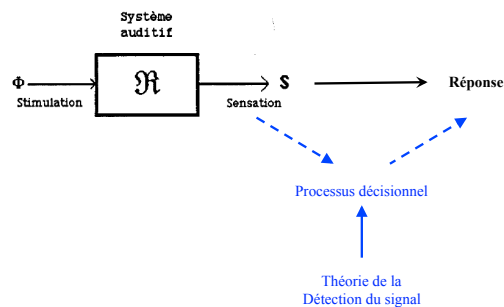 Système
auditif
Φ ℜ S Réponse
Stimulation Sensation
Processus décisionnel
Théorie de la
Détection du signal